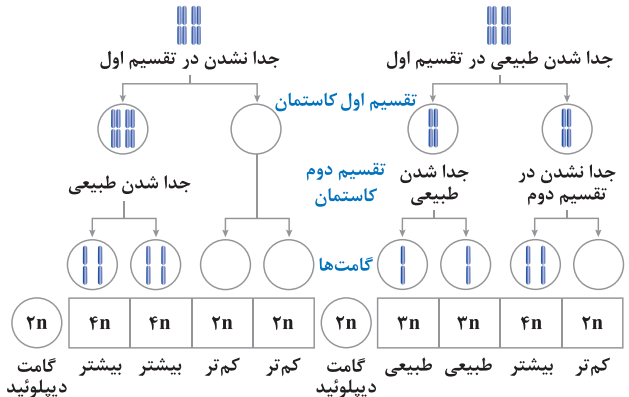 جدا شدن طبیعی در تقسیم اول
جدا نشدن در تقسیم اول
تقسیم اول کاستمان
جدا نشدن در
تقسیم دوم
جدا شدن
طبیعی
تقسیم دوم
کاستمان
جدا شدن طبیعی
گامت‌ها
۲n ۴n ۳n ۳n ۲n ۲n ۲n ۴n ۴n ۲n
کم‌تر بیشتر طبیعی طبیعی گامت دیپلوئید کم‌تر کم‌تر بیشتر بیشتر گامت دیپلوئید